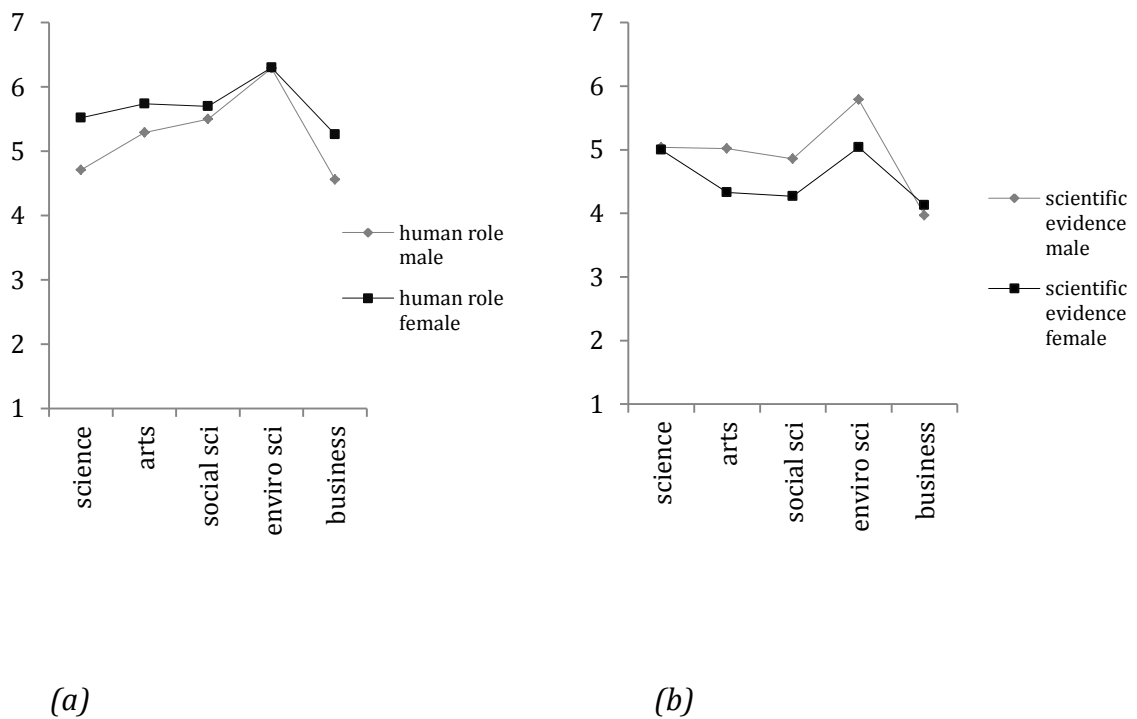 7
6
5
4
3
2
1
science
arts
social sci
enviro sci
business
human role
male
human role
female
(a)
7
6
5
4
3
2
1
science
arts
social sci
enviro sci
business
scientific
evidence
male
scientific
evidence
female
(b)